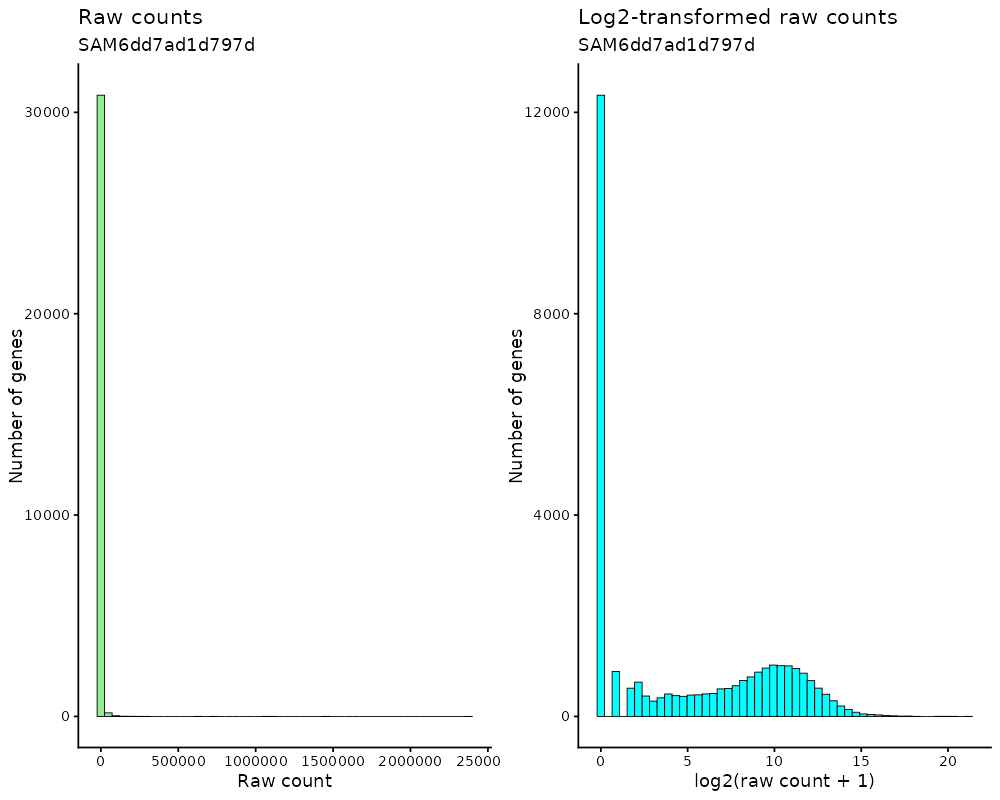 Raw counts
SAM6dd7ad1d797d
Number of genes
30000
20000
10000
0
0 500000 1000000 1500000 2000000 25000
Raw count
Log2-transformed raw counts
SAM6dd7ad1d797d
Number of genes
12000
8000
4000
0
0 5 10 15 20
log2(raw count + 1)